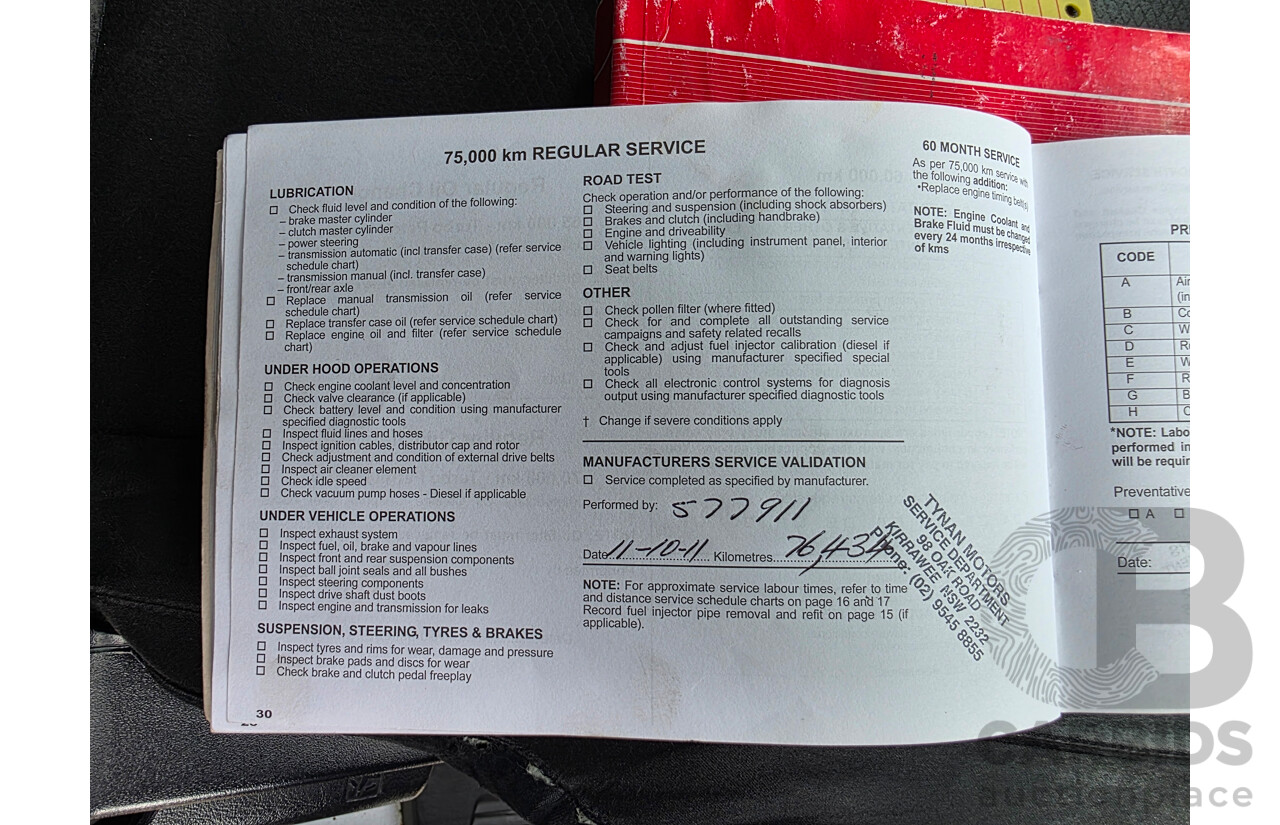 75,000 km REGULAR SERVICE
LUBRICATION
Check fluid level and condition of the following:
– brake master cylinder
– clutch master cylinder
– power steering
– transmission automatic (incl transfer case) (refer service
schedule chart)
– transmission manual (incl. transfer case)
– front/rear axle
Replace manual transmission oil (refer service
schedule chart)
Replace transfer case oil (refer service schedule chart)
Replace engine oil and filter (refer service schedule
chart)
UNDER HOOD OPERATIONS
Check engine coolant level and concentration
Check valve clearance (if applicable)
Check battery level and condition using manufacturer
specified diagnostic tools
Inspect fluid lines and hoses
Inspect ignition cables, distributor cap and rotor
Check adjustment and condition of external drive belts
Inspect air cleaner element
Check idle speed
Check vacuum pump hoses - Diesel if applicable
UNDER VEHICLE OPERATIONS
Inspect exhaust system
Inspect fuel, oil, brake and vapour lines
Inspect front and rear suspension components
Inspect ball joint seals and all bushes
Inspect steering components
Inspect drive shaft dust boots
Inspect engine and transmission for leaks
SUSPENSION, STEERING, TYRES & BRAKES
Inspect tyres and rims for wear, damage and pressure
Inspect brake pads and discs for wear
Check brake and clutch pedal freeplay
30
ROAD TEST
Check operation and/or performance of the following:
Steering and suspension (including shock absorbers)
Brakes and clutch (including handbrake)
Engine and driveability
Vehicle lighting (including instrument panel, interior
and warning lights)
Seat belts
OTHER
Check pollen filter (where fitted)
Check for and complete all outstanding service
campaigns and safety related recalls
Check and adjust fuel injector calibration (diesel if
applicable) using manufacturer specified special
tools
Check all electronic control systems for diagnosis
output using manufacturer specified diagnostic tools
† Change if severe conditions apply
MANUFACTURERS SERVICE VALIDATION
Service completed as specified by manufacturer.
Performed by: 577911
Date 11-10-11 Kilometres 76,434
NOTE: For approximate service labour times, refer to time
and distance service schedule charts on page 16 and 17
Record fuel injector pipe removal and refit on page 15 (if
applicable).
60 MONTH SERVICE
As per 75,000 km service with
the following addition:
•Replace engine timing belt(s)
NOTE: Engine Coolant and
Brake Fluid must be changed
every 24 months irrespective
of kms
TYNAN MOTORS
SERVICE DEPARTMENT
98 OAK ROAD
KIRRAWEE NSW 2232
Phone: (02) 9545 8855
CODE
A
B
C
D
E
F
G
H
*NOTE: Labo
performed in
will be requir
Preventative
A
Date:
CB
auctionplace